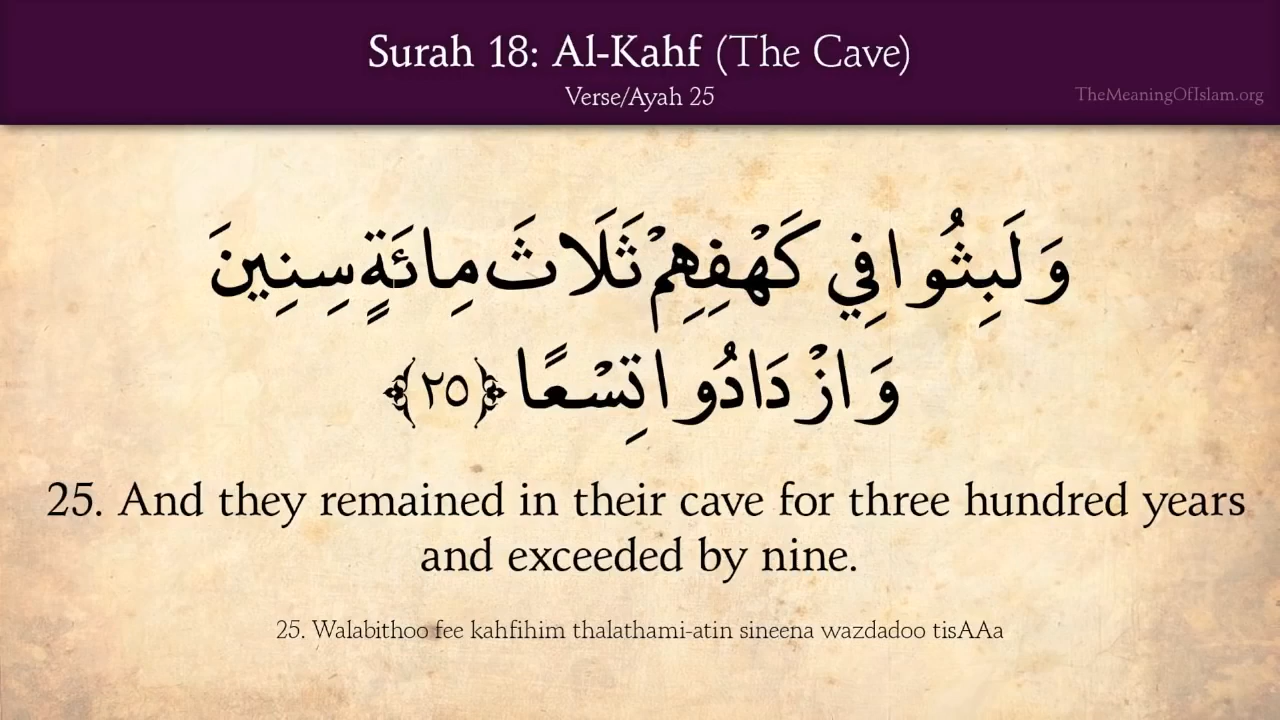 Surah 18: Al-Kahf (The Cave)
Verse/Ayah 25
TheMeaningOfIslam.org
وَلَبِثُوا فِي كَهْفِهِمْ ثَلَاثَ مِائَةٍ سِنِينَ
وَازْدَادُوا تِسْعًا ﴿٢٥﴾
25. And they remained in their cave for three hundred years
and exceeded by nine.
25. Walabithoo fee kahfihim thalathami-atin sineena wazdadoo tisAAa